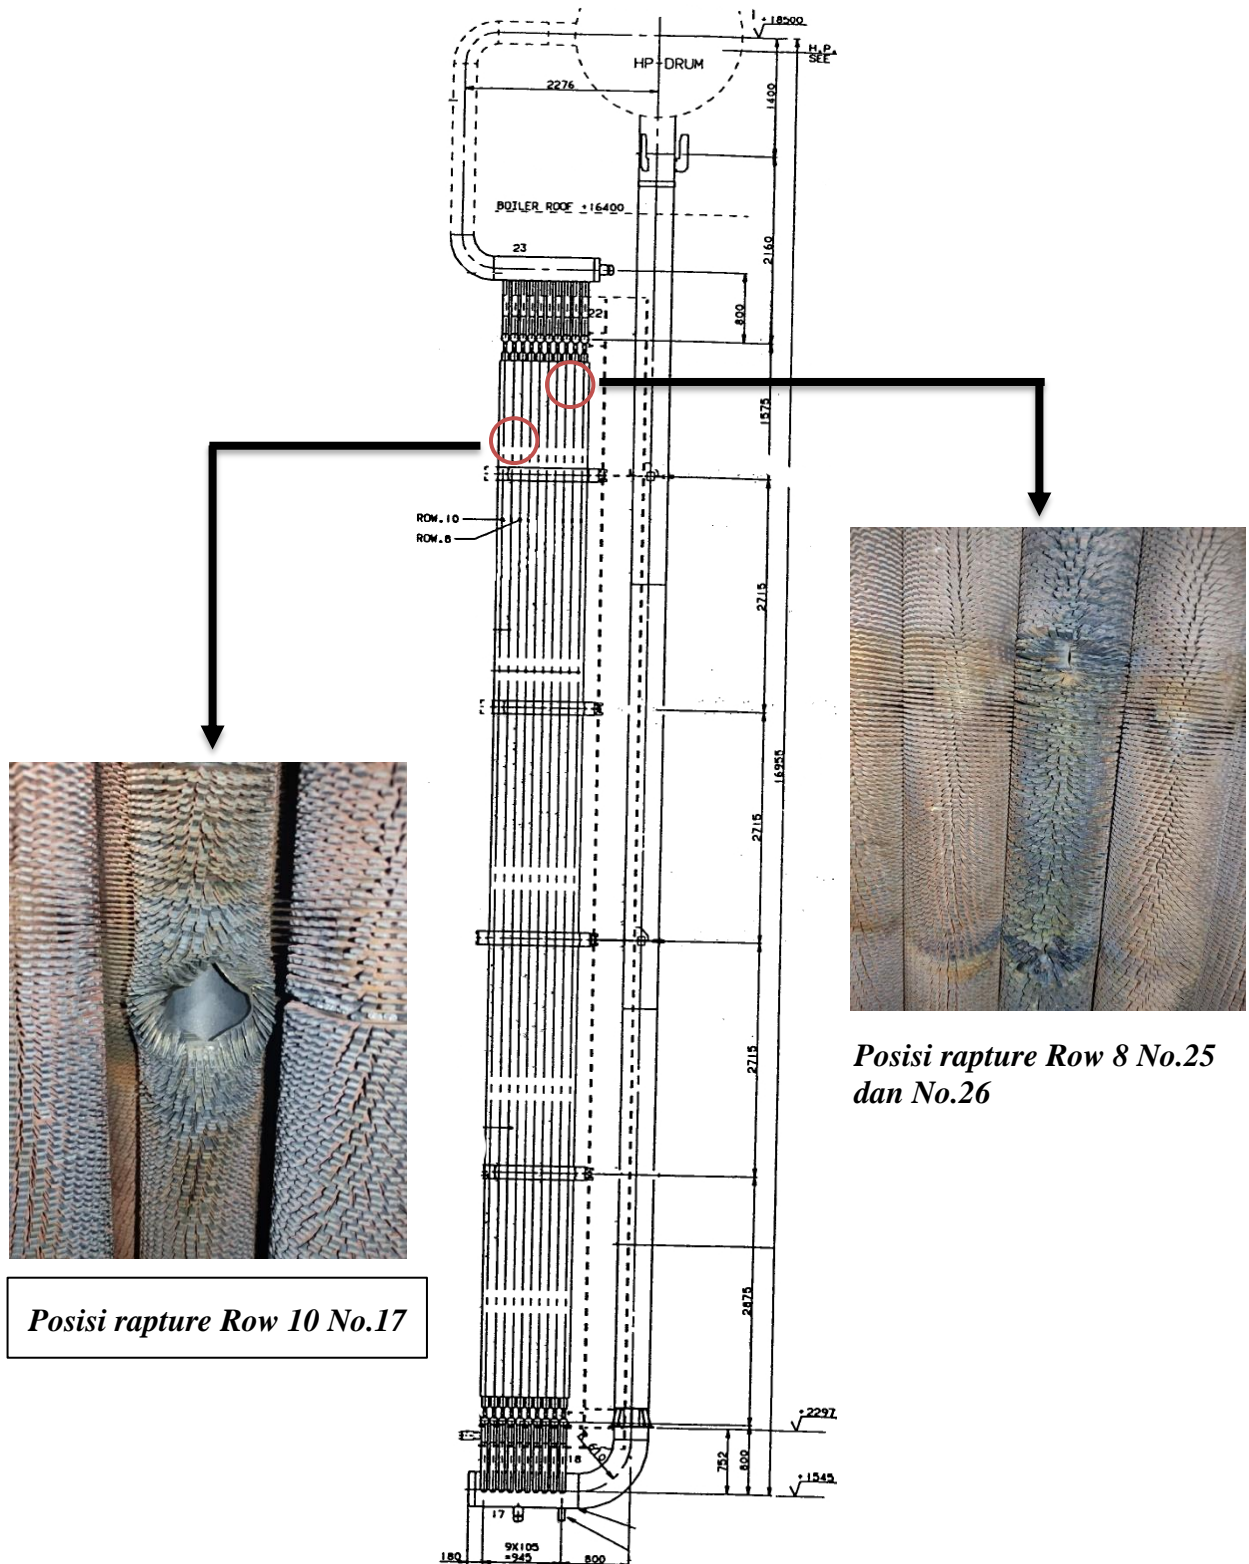 +18500
H.P.
SEE
HP-DRUM
2276
1400
BOILER ROOF +16400
2160
23
800
22
1575
ROW.10
ROW.8
2715
2715
16955
2715
Posisi rapture Row 8 No.25
dan No.26
Posisi rapture Row 10 No.17
2875
+2297
752
800
18
+1545
17
9X105
=945
180
800